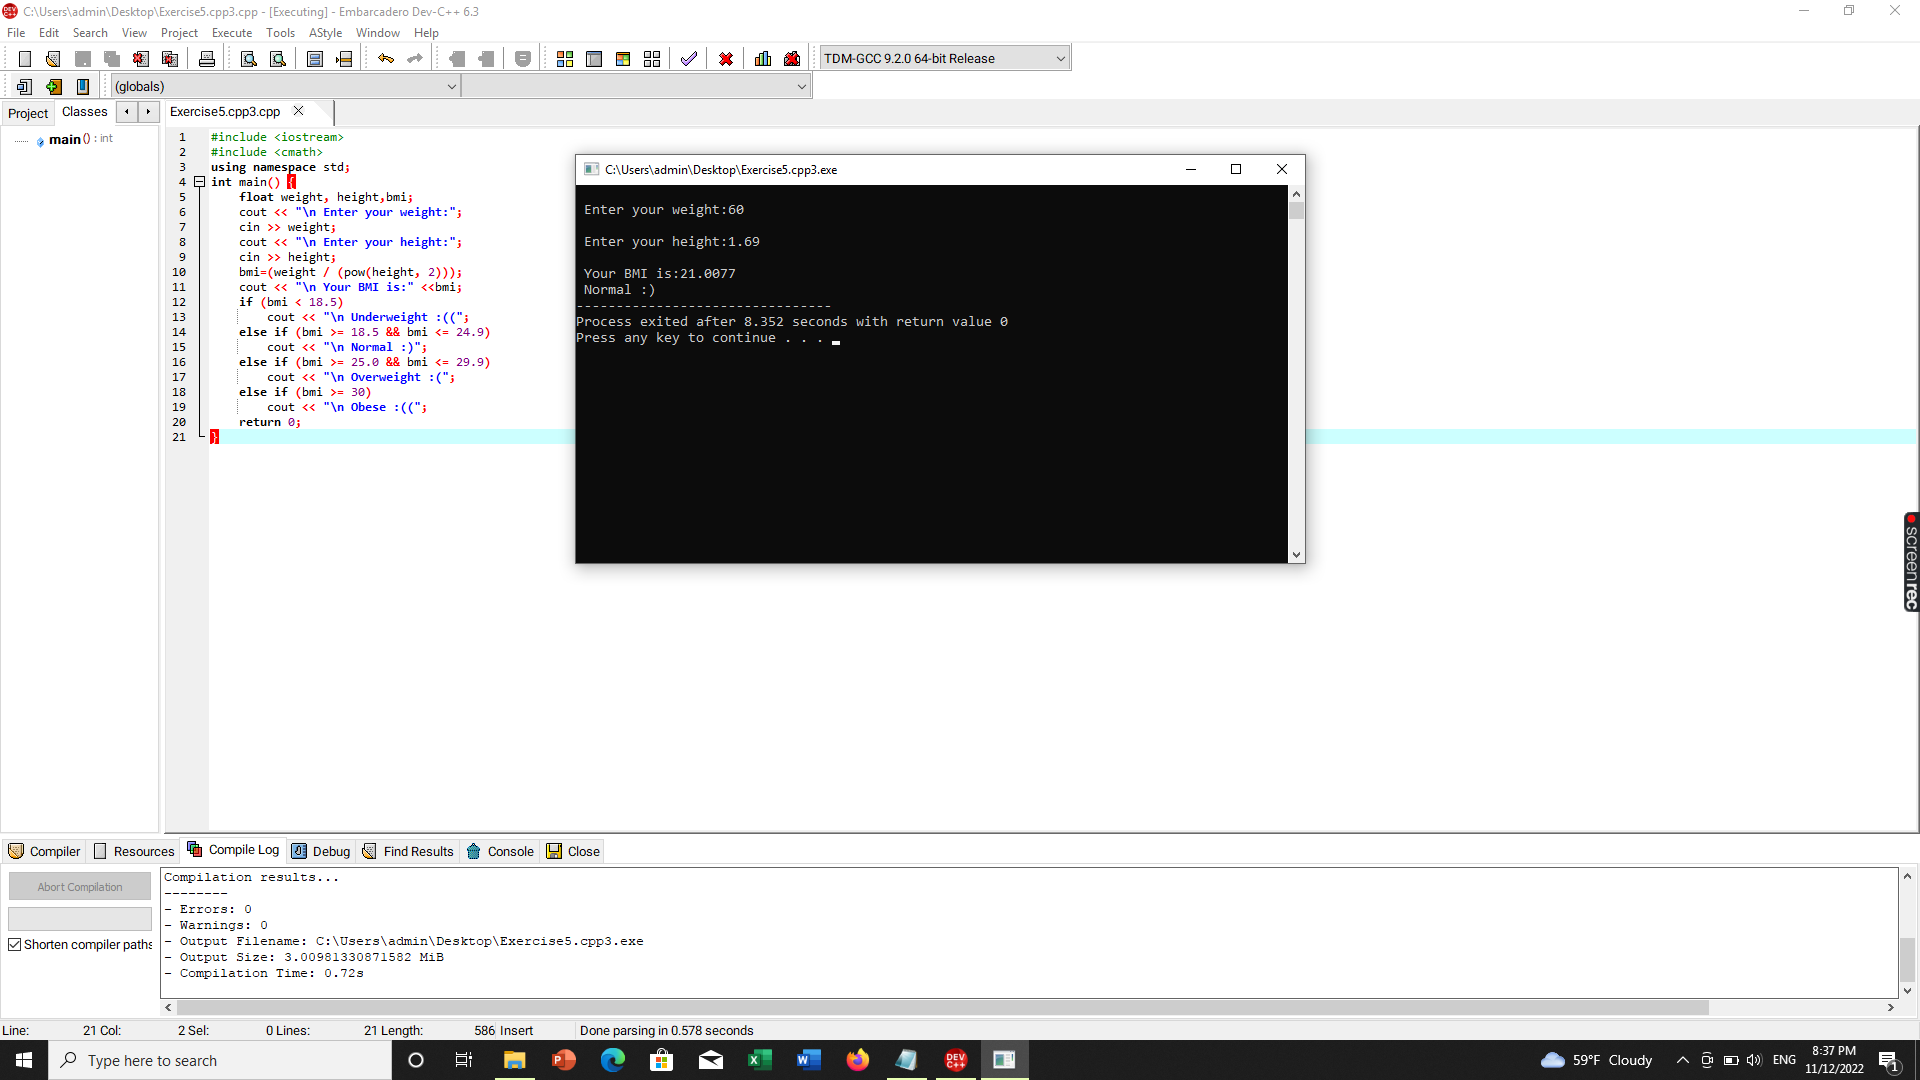 C:\Users\admin\Desktop\Exercise5.cpp3.cpp - [Executing] - Embarcadero Dev-C++ 6.3
File Edit Search View Project Execute Tools AStyle Window Help
TDM-GCC 9.2.0 64-bit Release
(globals)
Project Classes Exercise5.cpp3.cpp
main() : int
1 #include <iostream>
2 #include <cmath>
3 using namespace std;
4 int main() {
5 float weight, height,bmi;
6 cout << "\n Enter your weight:";
7 cin >> weight;
8 cout << "\n Enter your height:";
9 cin >> height;
10 bmi=(weight / (pow(height, 2)));
11 cout << "\n Your BMI is:" <<bmi;
12 if (bmi < 18.5)
13 cout << "\n Underweight :((";
14 else if (bmi >= 18.5 && bmi <= 24.9)
15 cout << "\n Normal :)";
16 else if (bmi >= 25.0 && bmi <= 29.9)
17 cout << "\n Overweight :(";
18 else if (bmi >= 30)
19 cout << "\n Obese :((";
20 return 0;
21 }
C:\Users\admin\Desktop\Exercise5.cpp3.exe
Enter your weight:60
Enter your height:1.69
Your BMI is:21.0077
Normal :)
--------------------------------
Process exited after 8.352 seconds with return value 0
Press any key to continue . . .
screenrec
Compiler Resources Compile Log Debug Find Results Console Close
Abort Compilation
Shorten compiler paths
Compilation results...
--------
- Errors: 0
- Warnings: 0
- Output Filename: C:\Users\admin\Desktop\Exercise5.cpp3.exe
- Output Size: 3.00981330871582 MiB
- Compilation Time: 0.72s
Line: 21 Col: 2 Sel: 0 Lines: 21 Length: 586 Insert Done parsing in 0.578 seconds
Type here to search
DEV C++
59°F Cloudy
ENG
8:37 PM
11/12/2022
1